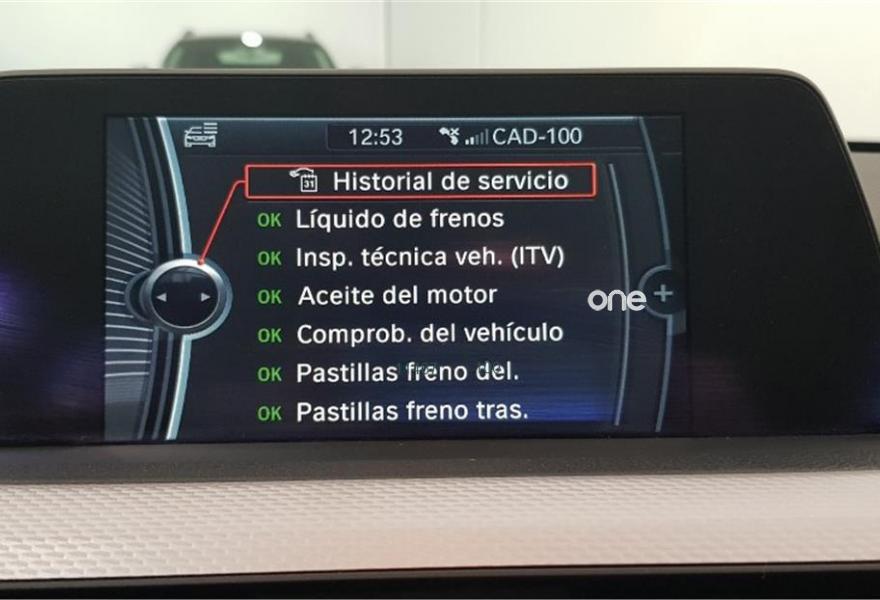 12:53 CAD-100
31 Historial de servicio
OK Líquido de frenos
OK Insp. técnica veh. (ITV)
OK Aceite del motor
one
OK Comprob. del vehículo
OK Pastillas freno del.
OK Pastillas freno tras.